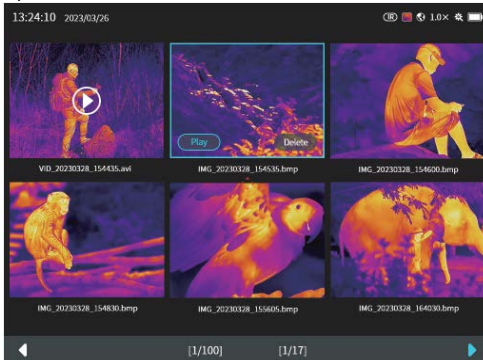 13:24:10 2023/03/26
IR 1.0×
Play
Delete
VID_20230328_154435.avi
IMG_20230328_154535.bmp
IMG_20230328_154600.bmp
IMG_20230328_154830.bmp
IMG_20230328_155605.bmp
IMG_20230328_164030.bmp
[1/100] [1/17]